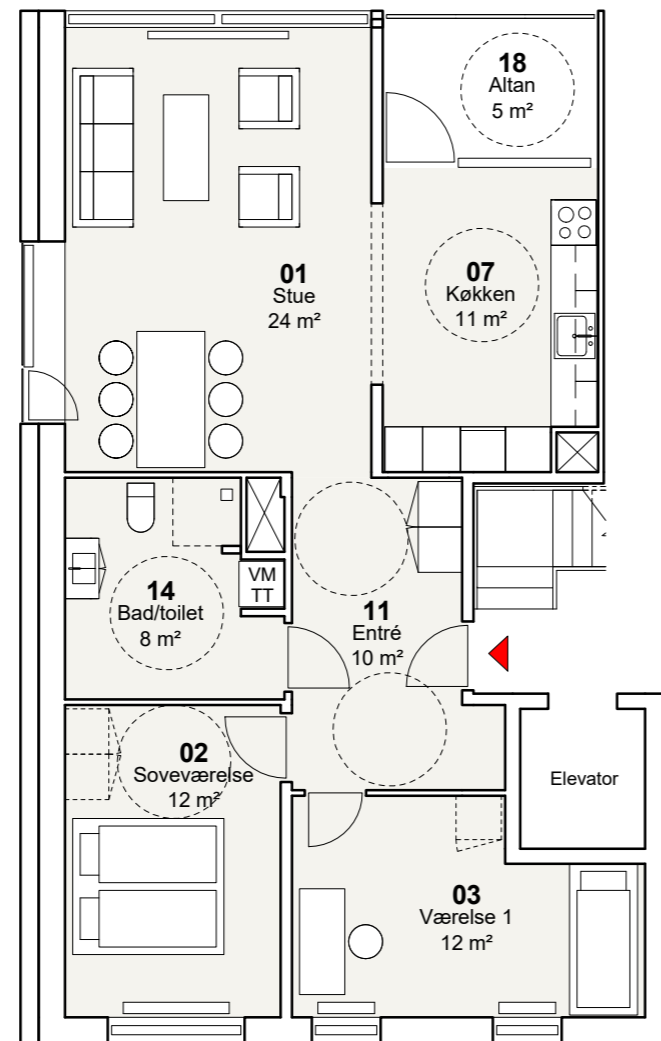 18
Altan
5 m²
01
Stue
24 m²
07
Køkken
11 m²
VM
TT
14
Bad/toilet
8 m²
11
Entré
10 m²
02
Soveværelse
12 m²
Elevator
03
Værelse 1
12 m²